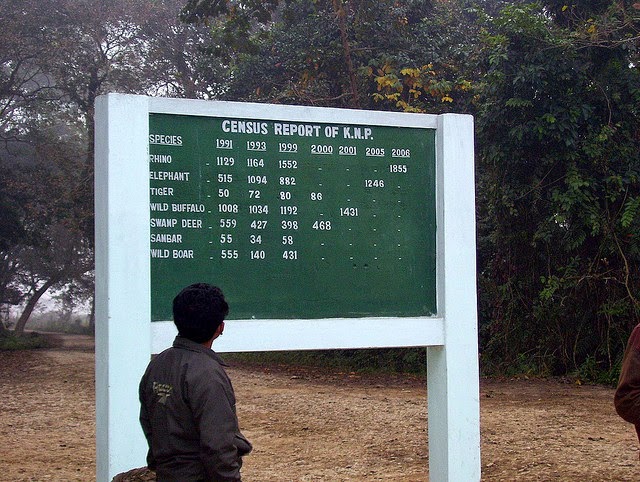 CENSUS REPORT OF K.N.P.
SPECIES 1991 1993 1999 2000 2001 2005 2006
RHINO - 1129 1164 1552 - - - 1855
ELEPHANT - 515 1094 882 - - 1246 -
TIGER - 50 72 80 86 - - -
WILD BUFFALO - 1008 1034 1192 - 1431 - -
SWAMP DEER - 559 427 398 468 - - -
SAMBAR - 55 34 58 - - - -
WILD BOAR - 555 140 431 - - - -